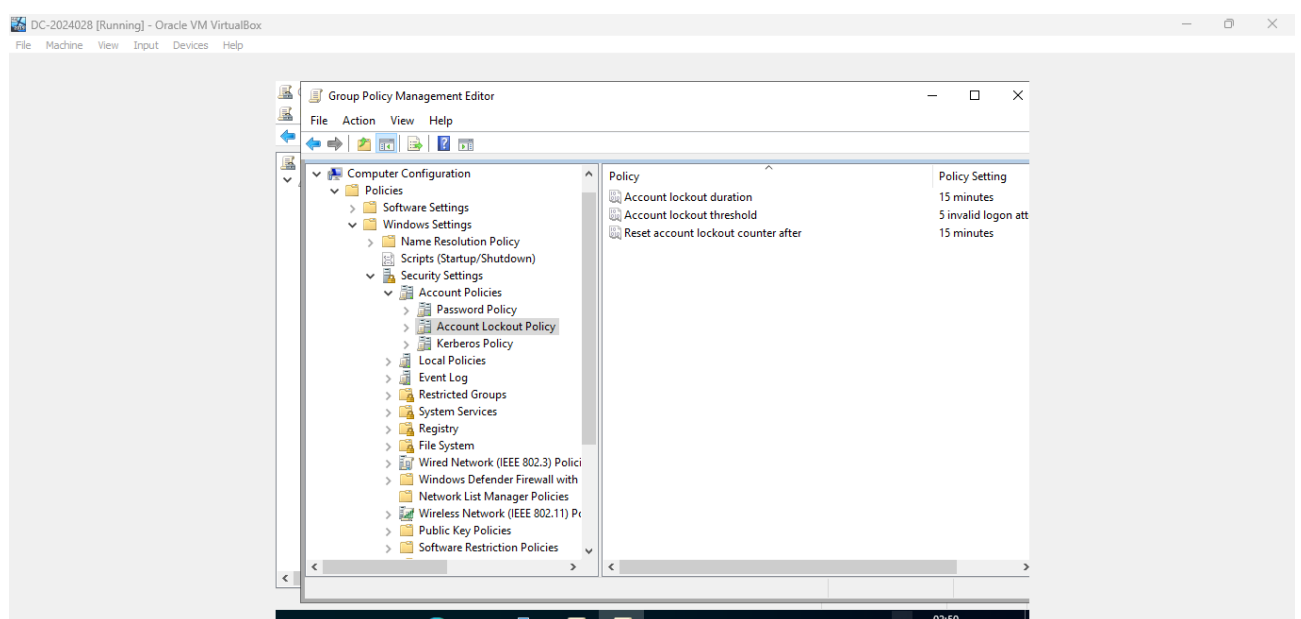 DC-2024028 [Running] - Oracle VM VirtualBox
File Machine View Input Devices Help
Group Policy Management Editor
File Action View Help
Computer Configuration
Policies
Software Settings
Windows Settings
Name Resolution Policy
Scripts (Startup/Shutdown)
Security Settings
Account Policies
Password Policy
Account Lockout Policy
Kerberos Policy
Local Policies
Event Log
Restricted Groups
System Services
Registry
File System
Wired Network (IEEE 802.3) Polici
Windows Defender Firewall with
Network List Manager Policies
Wireless Network (IEEE 802.11) Po
Public Key Policies
Software Restriction Policies
Policy Policy Setting
Account lockout duration 15 minutes
Account lockout threshold 5 invalid logon att
Reset account lockout counter after 15 minutes